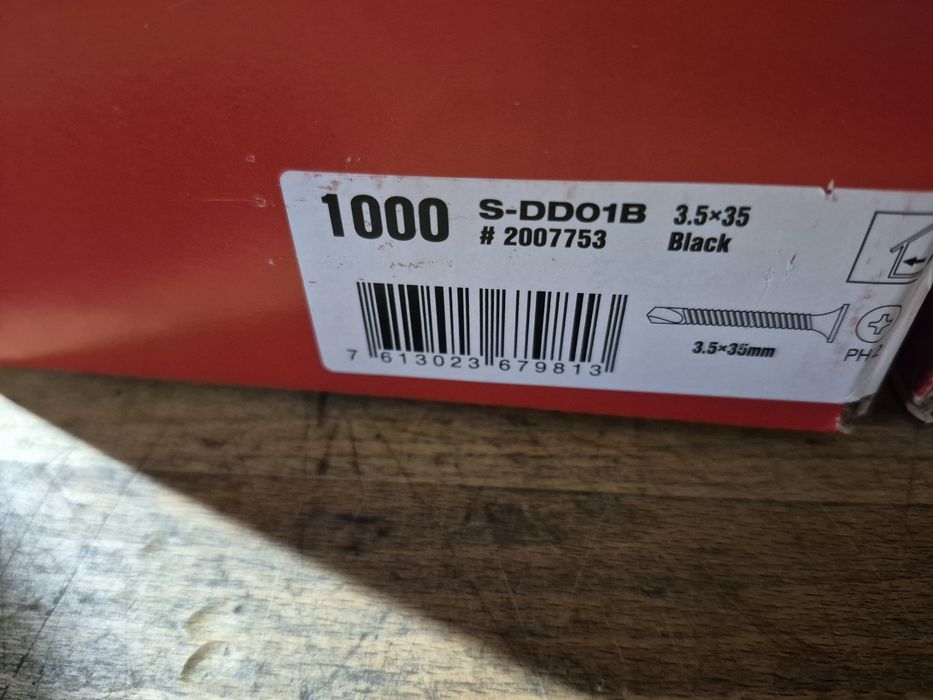 1000 S-DD01B 3.5×35
# 2007753 Black
3.5×35mm
PH2
7 613023 679813